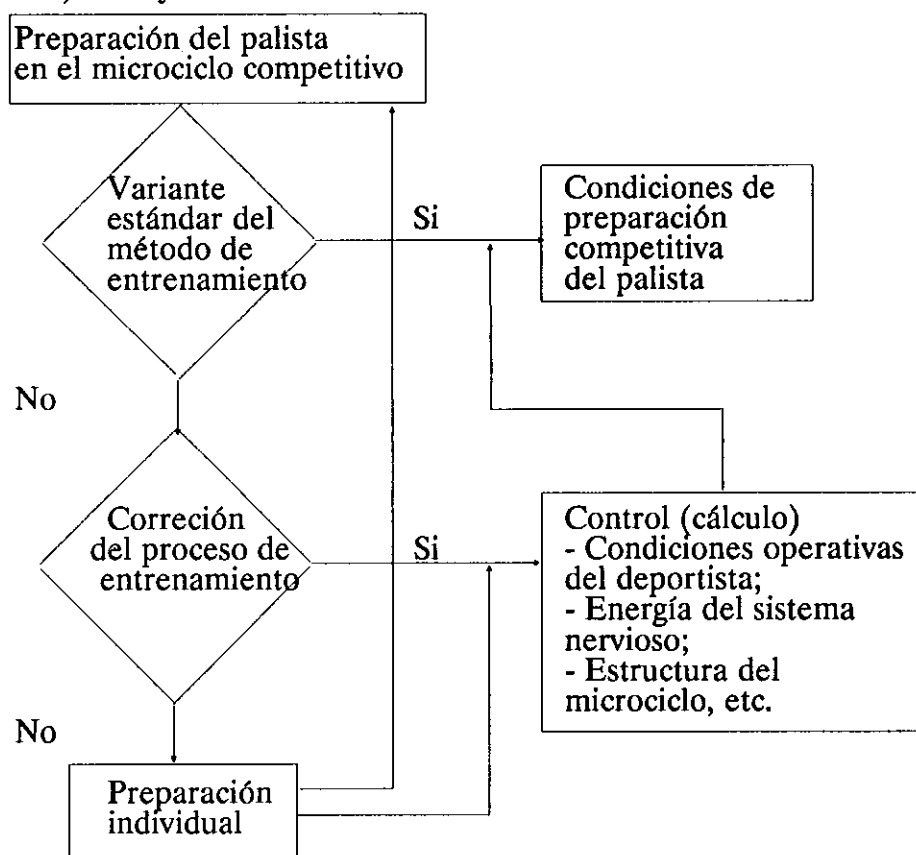 Preparación del palista
en el microciclo competitivo
Variante
estándar del
método de
entrenamiento
Si
Condiciones de
preparación
competitiva
del palista
No
Correción
del proceso de
entrenamiento
Si
Control (cálculo)
- Condiciones operativas
del deportista;
- Energía del sistema
nervioso;
- Estructura del
microciclo, etc.
No
Preparación
individual